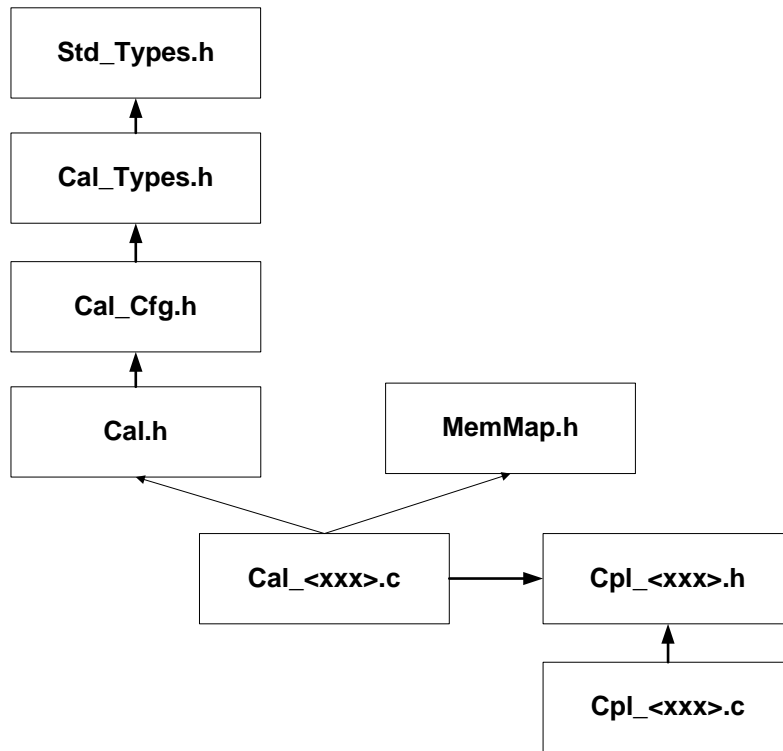 Std_Types.h
Cal_Types.h
Cal_Cfg.h
Cal.h
MemMap.h
Cal_<xxx>.c
Cpl_<xxx>.h
Cpl_<xxx>.c